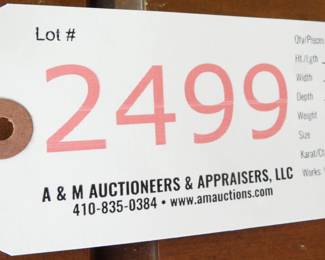 Lot #
2499
A & M AUCTIONEERS & APPRAISERS, LLC
410-835-0384 • www.amauctions.com
Qty/Pieces
Ht./Lgth
Width
Depth
Weight
Size
Karat/Cl
Works: